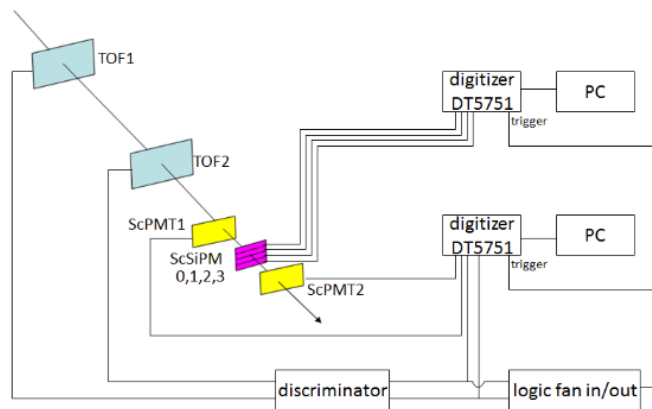 TOF1
digitizer
DT5751
PC
trigger
TOF2
ScPMT1
ScSiPM
0,1,2,3
digitizer
DT5751
PC
trigger
ScPMT2
discriminator
logic fan in/out